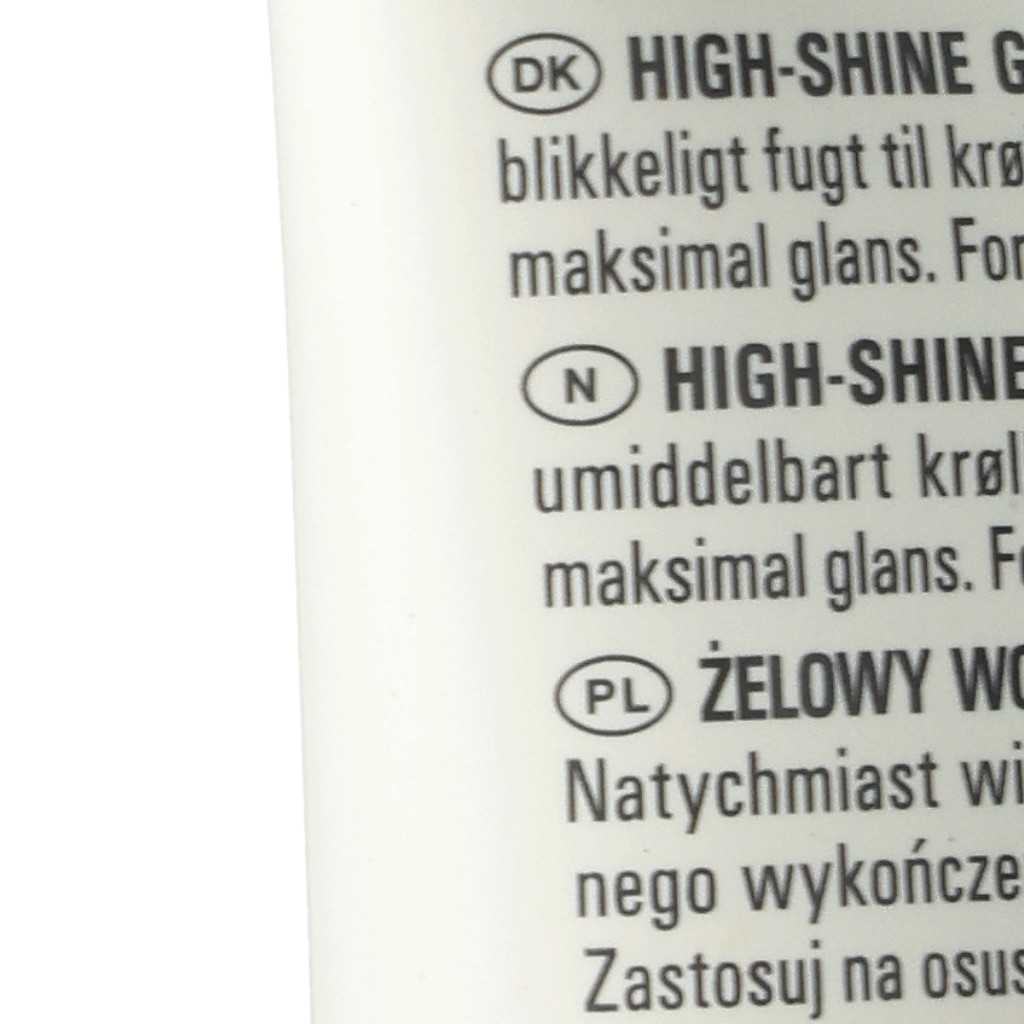 DK HIGH-SHINE G
blikkeligt fugt til krø
maksimal glans. For
N HIGH-SHINE
umiddelbart krøl
maksimal glans. Fo
PL ŻELOWY WO
Natychmiast wi
nego wykończe
Zastosuj na osus